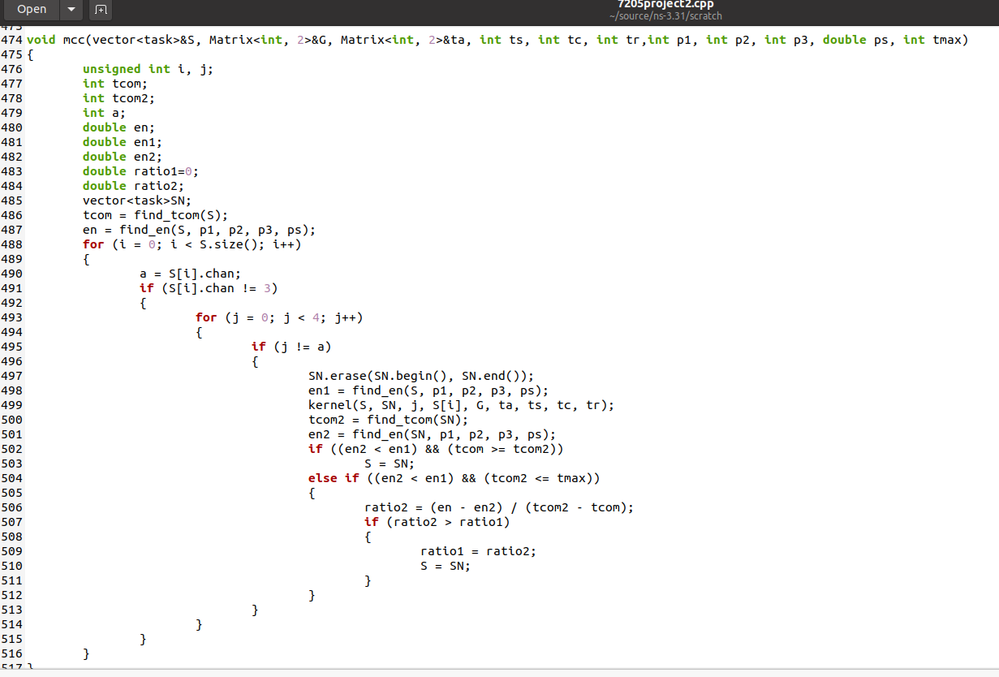 Open
7205project2.cpp
~/source/ns-3.31/scratch
473
474 void mcc(vector<task>&S, Matrix<int, 2>&G, Matrix<int, 2>&ta, int ts, int tc, int tr,int p1, int p2, int p3, double ps, int tmax)
475 {
476 unsigned int i, j;
477 int tcom;
478 int tcom2;
479 int a;
480 double en;
481 double en1;
482 double en2;
483 double ratio1=0;
484 double ratio2;
485 vector<task>SN;
486 tcom = find_tcom(S);
487 en = find_en(S, p1, p2, p3, ps);
488 for (i = 0; i < S.size(); i++)
489 {
490 a = S[i].chan;
491 if (S[i].chan != 3)
492 {
493 for (j = 0; j < 4; j++)
494 {
495 if (j != a)
496 {
497 SN.erase(SN.begin(), SN.end());
498 en1 = find_en(S, p1, p2, p3, ps);
499 kernel(S, SN, j, S[i], G, ta, ts, tc, tr);
500 tcom2 = find_tcom(SN);
501 en2 = find_en(SN, p1, p2, p3, ps);
502 if ((en2 < en1) && (tcom >= tcom2))
503 S = SN;
504 else if ((en2 < en1) && (tcom2 <= tmax))
505 {
506 ratio2 = (en - en2) / (tcom2 - tcom);
507 if (ratio2 > ratio1)
508 {
509 ratio1 = ratio2;
510 S = SN;
511 }
512 }
513 }
514 }
515 }
516 }
517 }